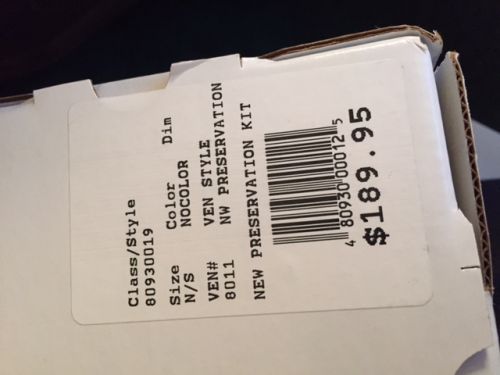 Class/Style
80930019
Size Color Dim
N/S NOCOLOR
VEN# VEN STYLE
8011 NW PRESERVATION
NEW PRESERVATION KIT
4 80930 00012 5
$189.95